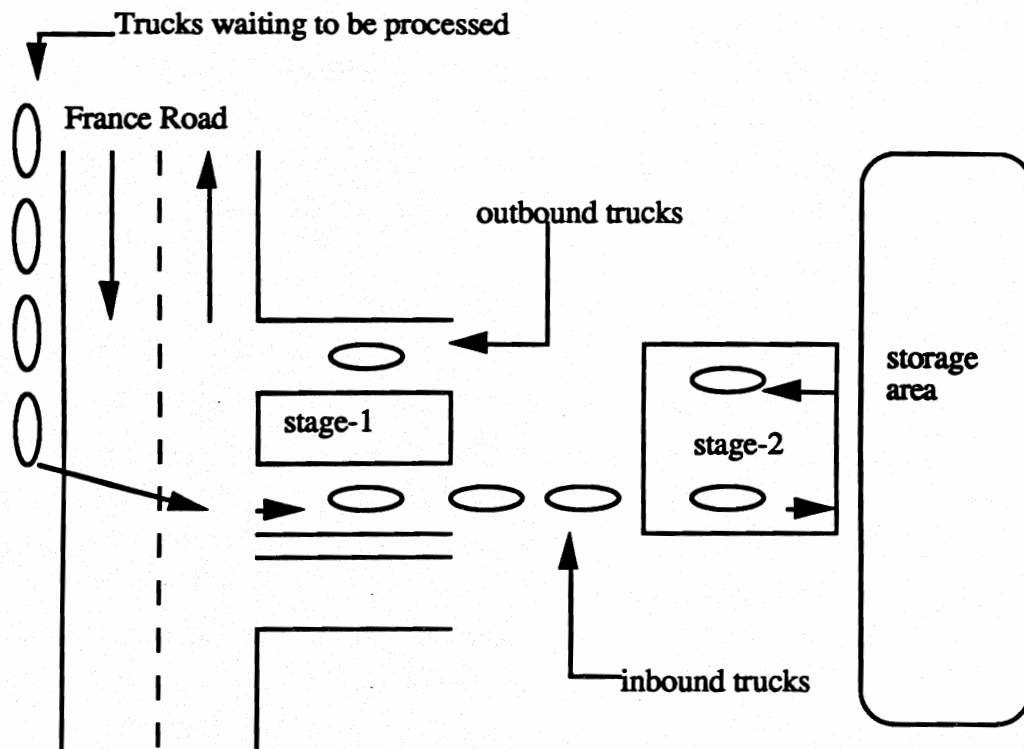 Trucks waiting to be processed
France Road
outbound trucks
storage
area
stage-1
stage-2
inbound trucks